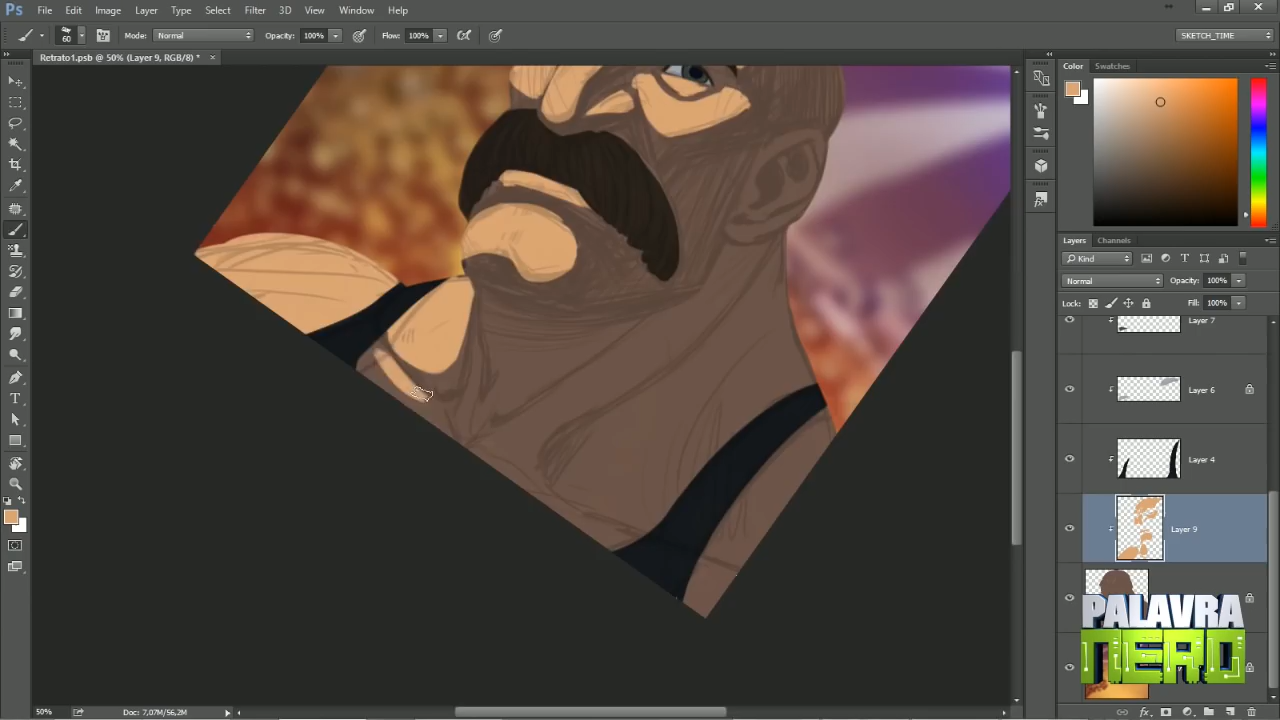 Ps File Edit Image Layer Type Select Filter 3D View Window Help
60 Mode: Normal Opacity: 100% Flow: 100% SKETCH_TIME
Retrato1.psb @ 50% (Layer 9, RGB/8) * ×
Color Swatches
Layers Channels
Kind
Normal Opacity: 100%
Lock: Fill: 100%
Layer 7
Layer 6
Layer 4
Layer 9
PALAVRA
NERD
50% Doc: 7,07M/56,2M